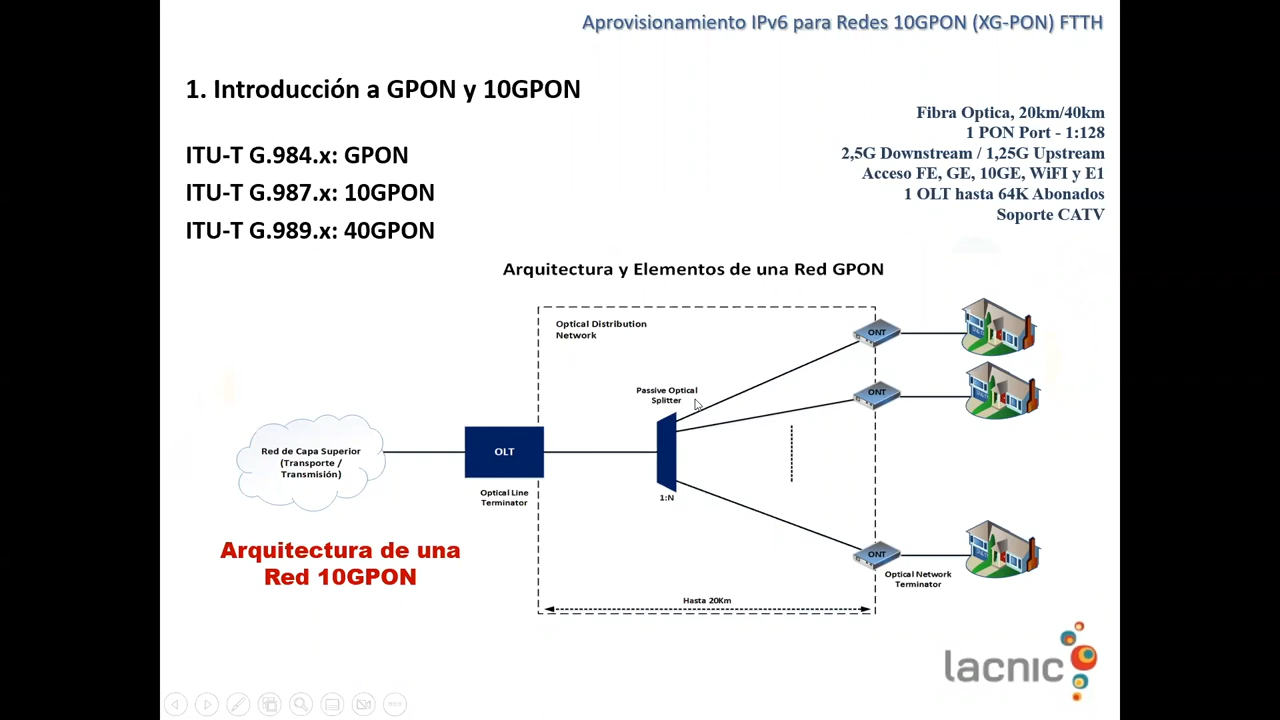 Aprovisionamiento IPv6 para Redes 10GPON (XG-PON) FTTH
1. Introducción a GPON y 10GPON
ITU-T G.984.x: GPON
ITU-T G.987.x: 10GPON
ITU-T G.989.x: 40GPON
Fibra Optica, 20km/40km
1 PON Port - 1:128
2,5G Downstream / 1,25G Upstream
Acceso FE, GE, 10GE, WiFI y E1
1 OLT hasta 64K Abonados
Soporte CATV
Arquitectura y Elementos de una Red GPON
Optical Distribution
Network
ONT
Passive Optical
Splitter
ONT
Red de Capa Superior
(Transporte /
Transmisión)
OLT
Optical Line
Terminator
1:N
ONT
Optical Network
Terminator
Hasta 20Km
Arquitectura de una
Red 10GPON
lacnic